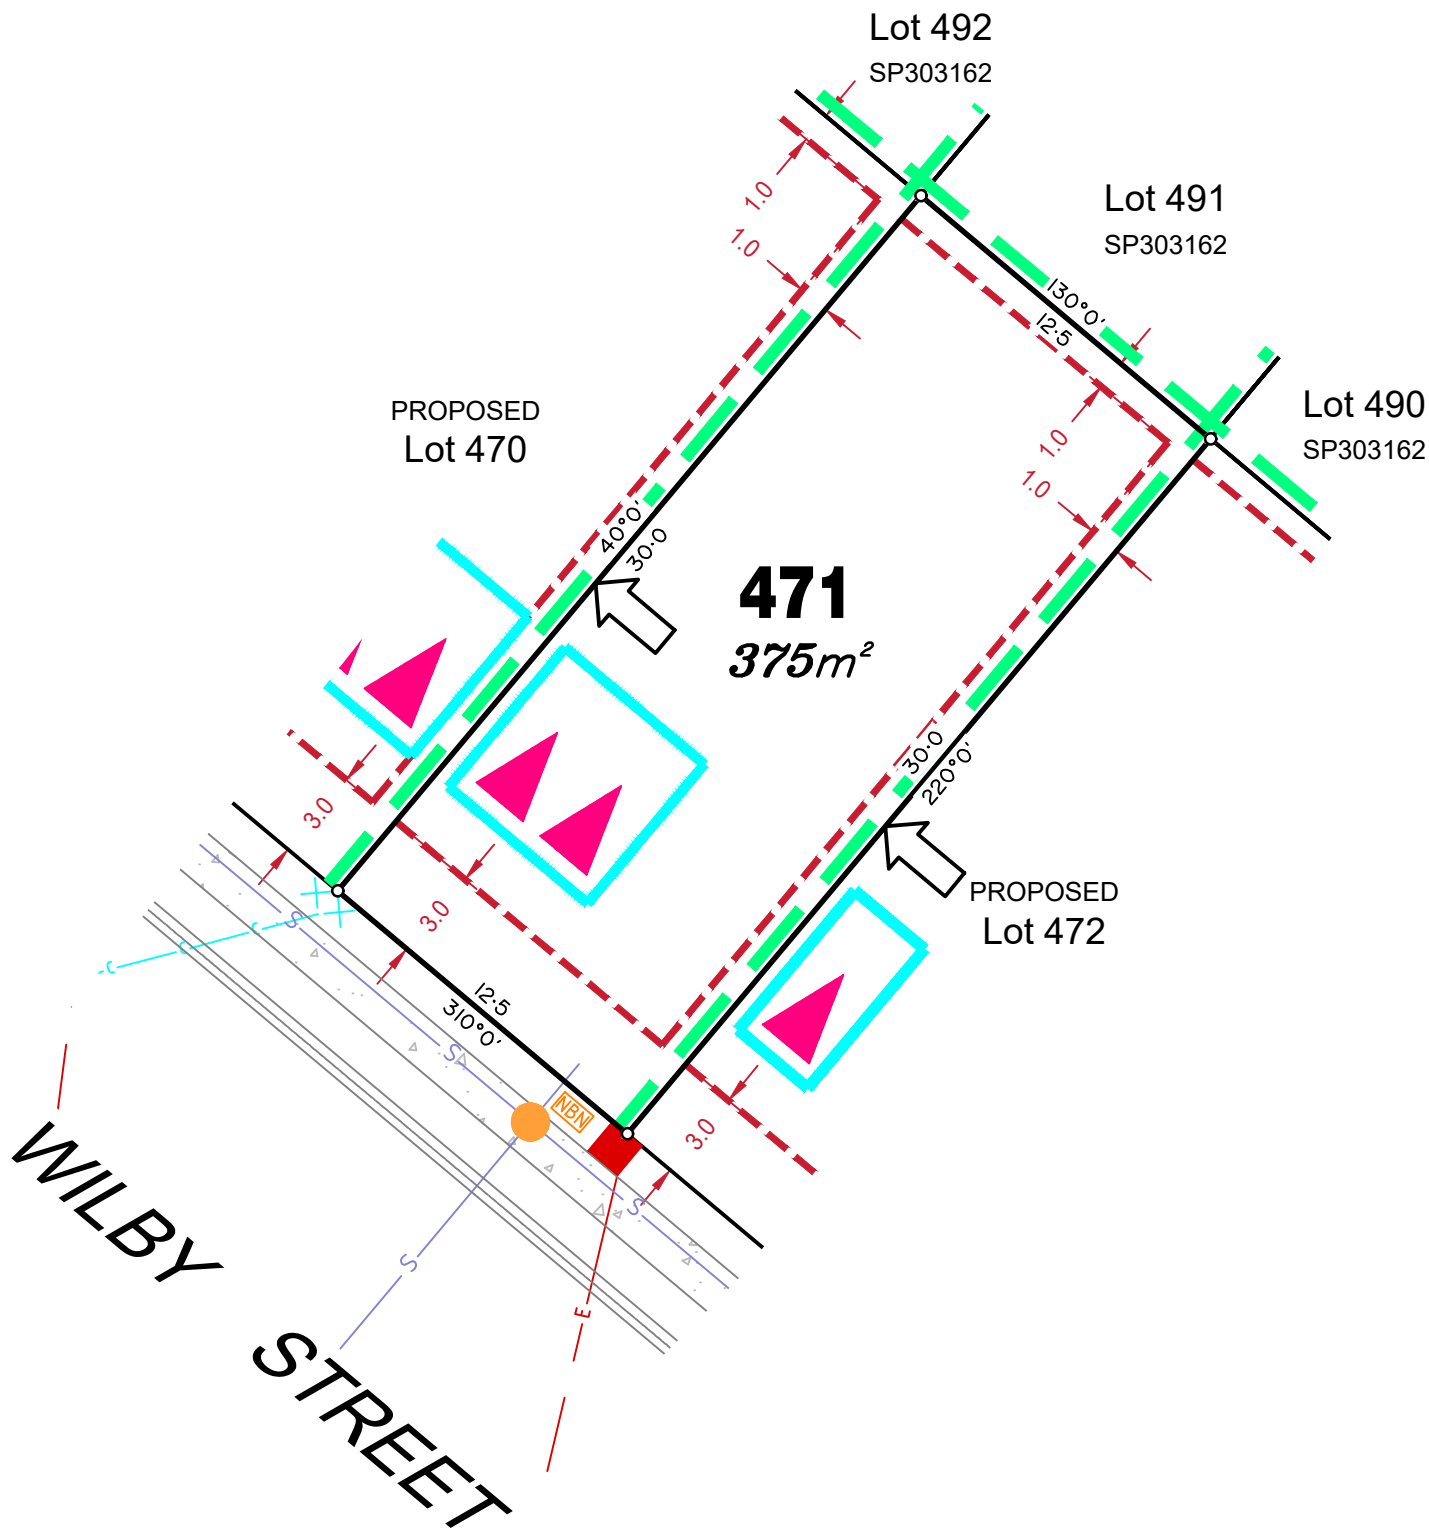 Lot 492
SP303162
Lot 491
SP303162
1.0
1.0
130°0'
12·5
Lot 490
SP303162
PROPOSED
Lot 470
1.0
1.0
40°0'
30·0
471
375m²
30·0
220°0'
3.0
3.0
PROPOSED
Lot 472
S
C
C
C
12·5
310°0'
S
NBN
3.0
S
S
E
WILBY STREET